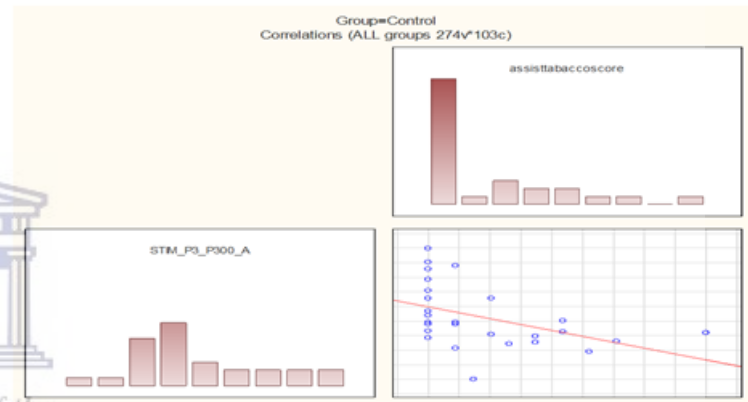 Group=Control
Correlations (ALL groups 274v*103c)
assisttabaccoscore
STIM_P3_P300_A